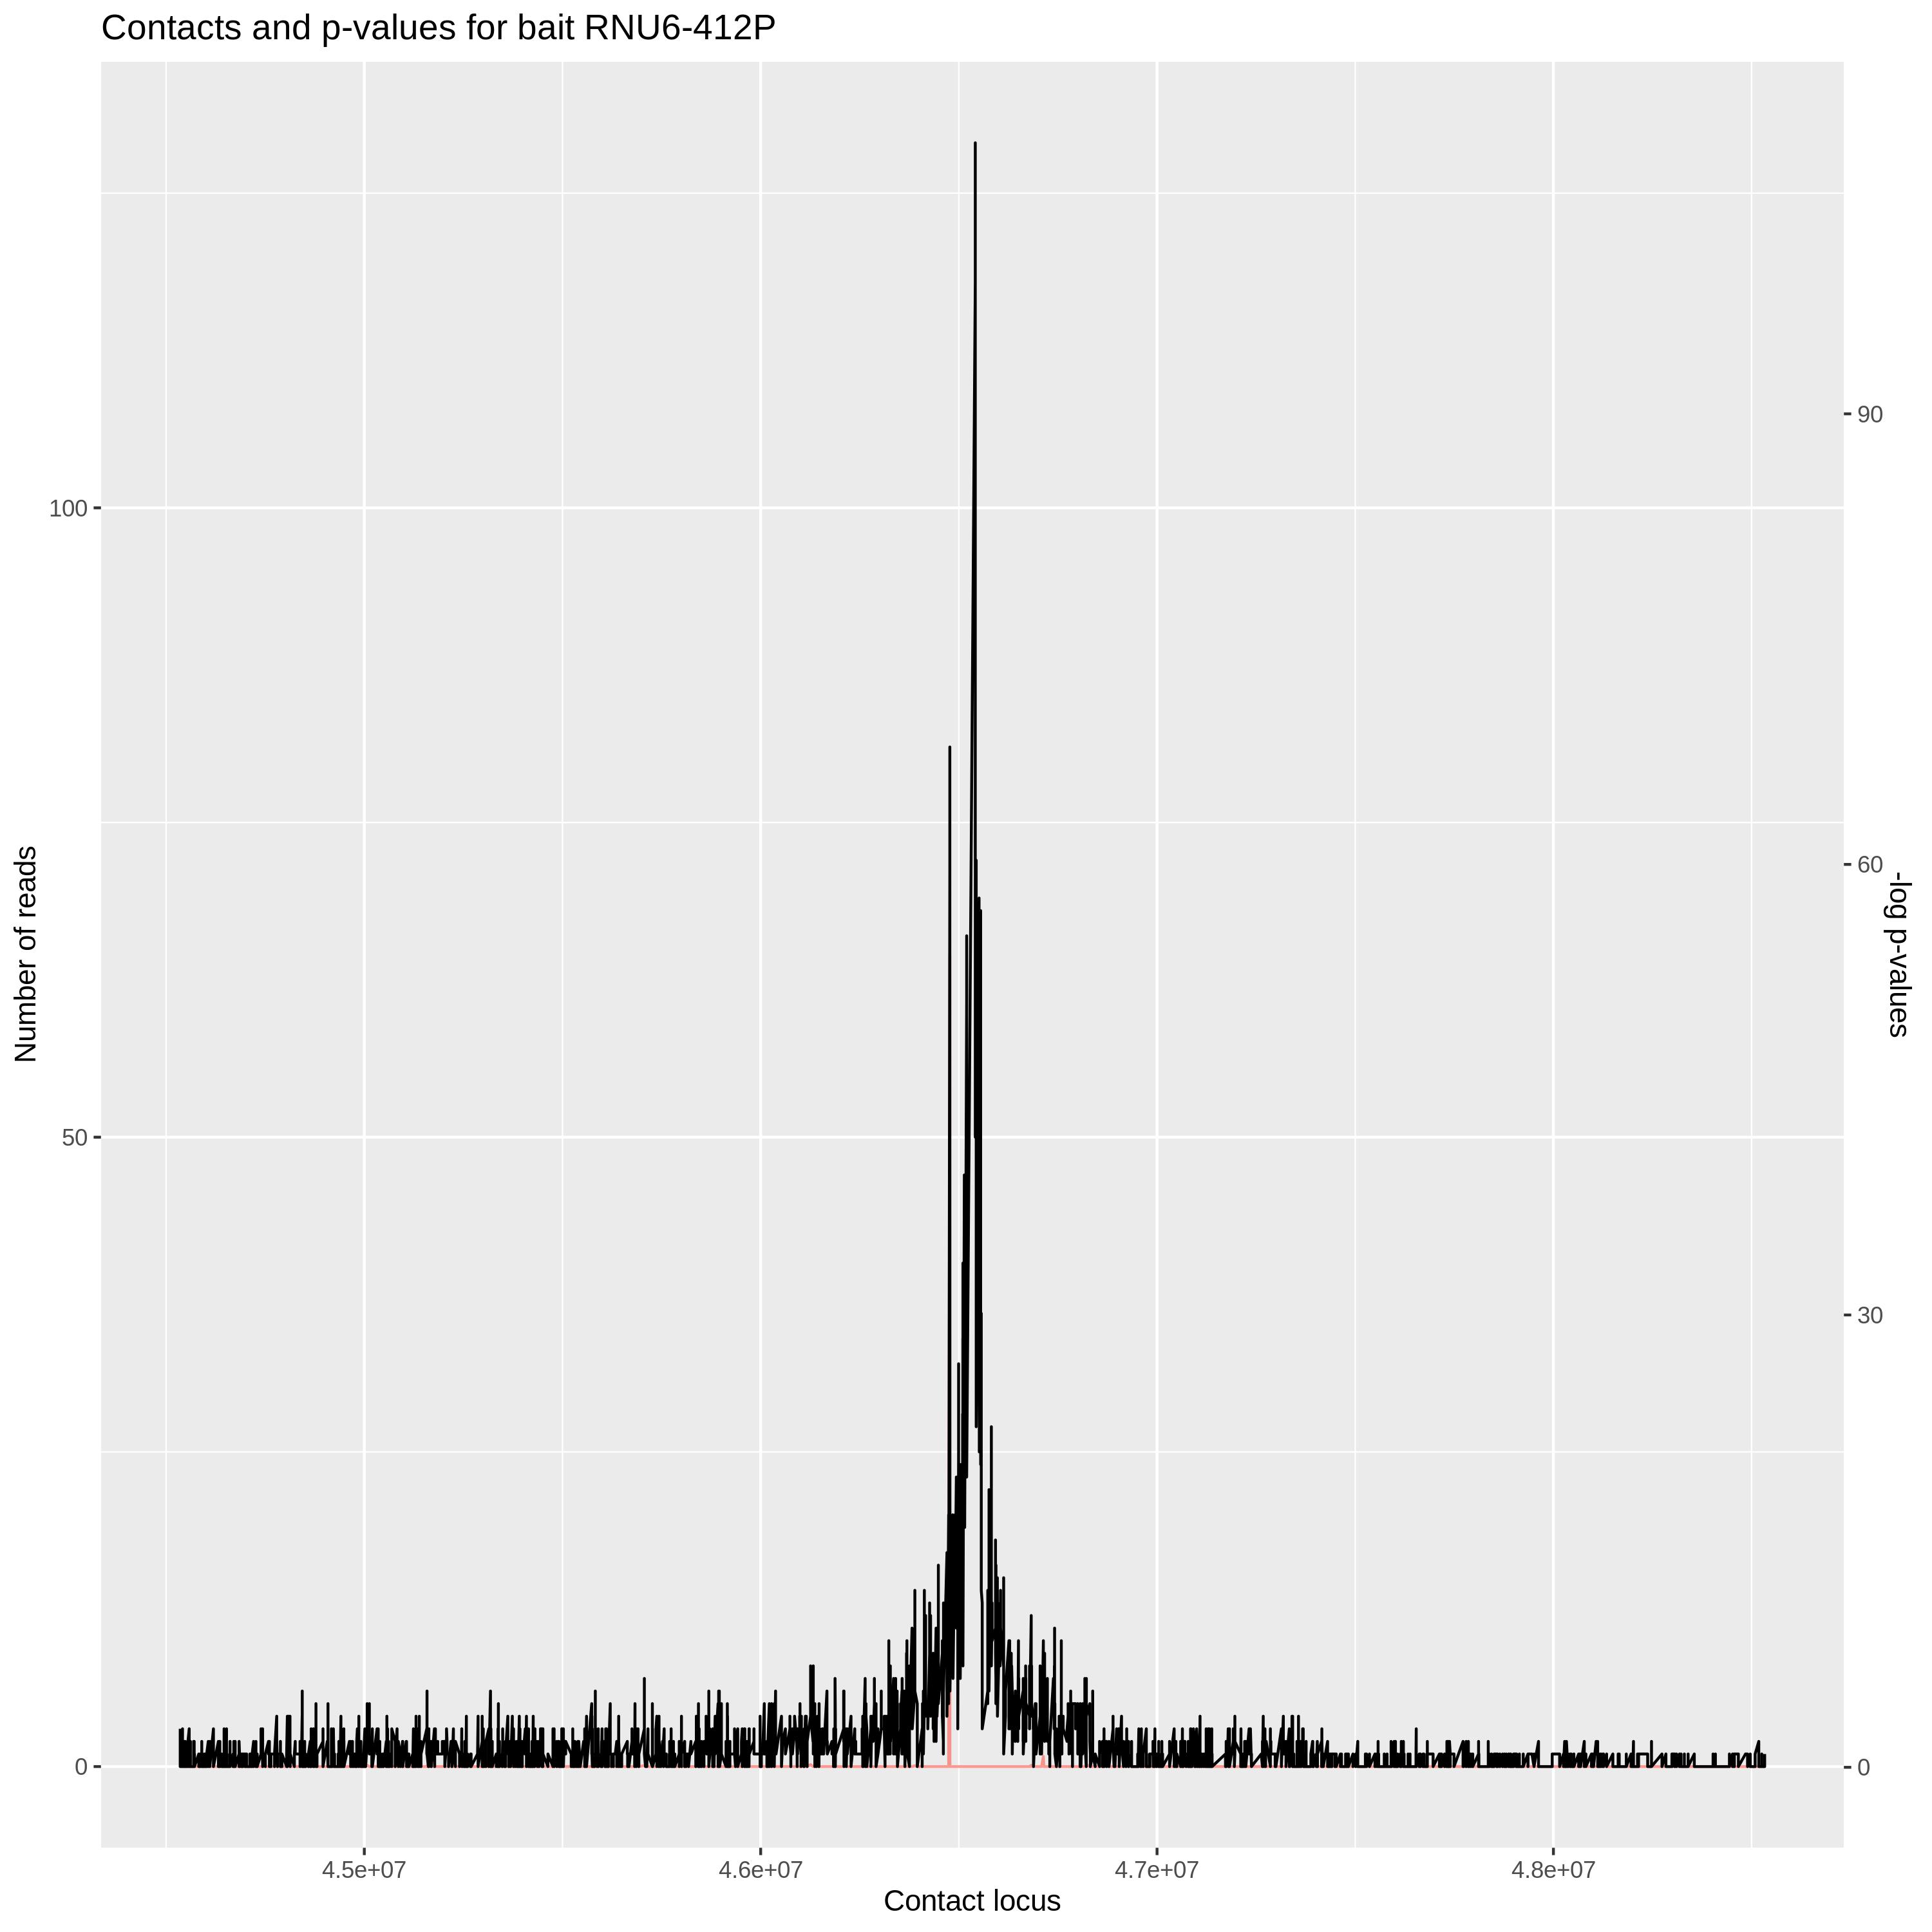 Contacts and p-values for bait RNU6-412P
Number of reads
100
50
0
90
60
30
0
-log p-values
4.5e+07
4.6e+07
4.7e+07
4.8e+07
Contact locus